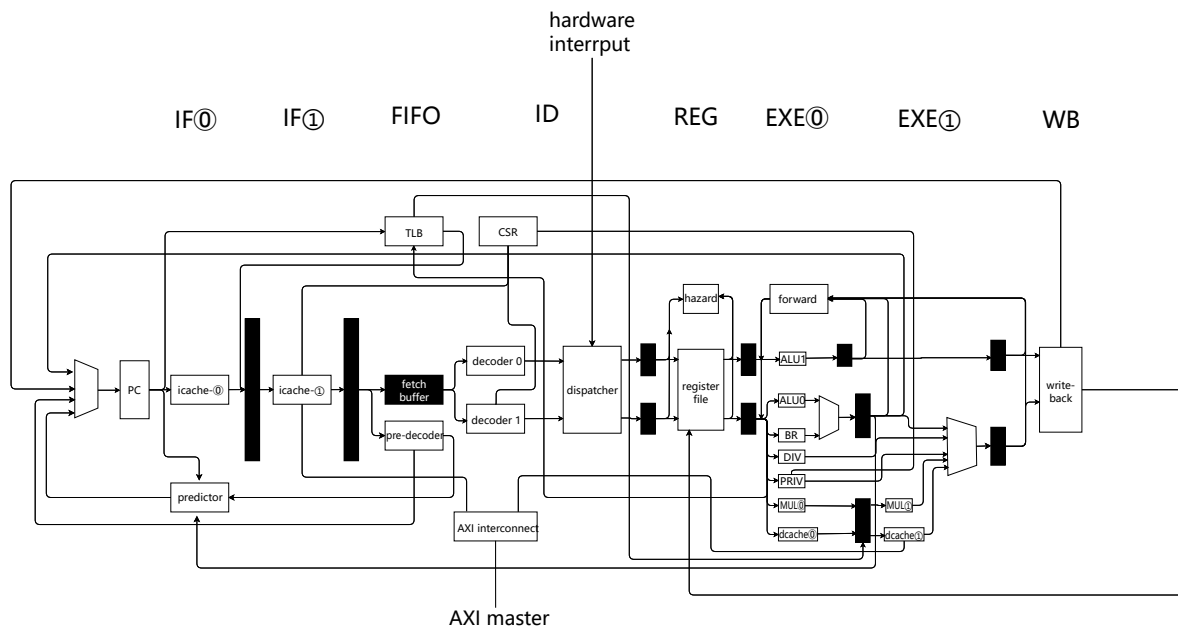 hardware
interrput
IF⓪
IF①
FIFO
ID
REG
EXE⓪
EXE①
WB
TLB
CSR
hazard
forward
decoder 0
ALU1
PC
icache-⓪
icache-①
fetch
buffer
decoder 1
dispatcher
register
file
write-
back
ALU0
BR
pre-decoder
DIV
PRIV
predictor
MUL⓪
MUL①
AXI interconnect
dcache⓪
dcache①
AXI master